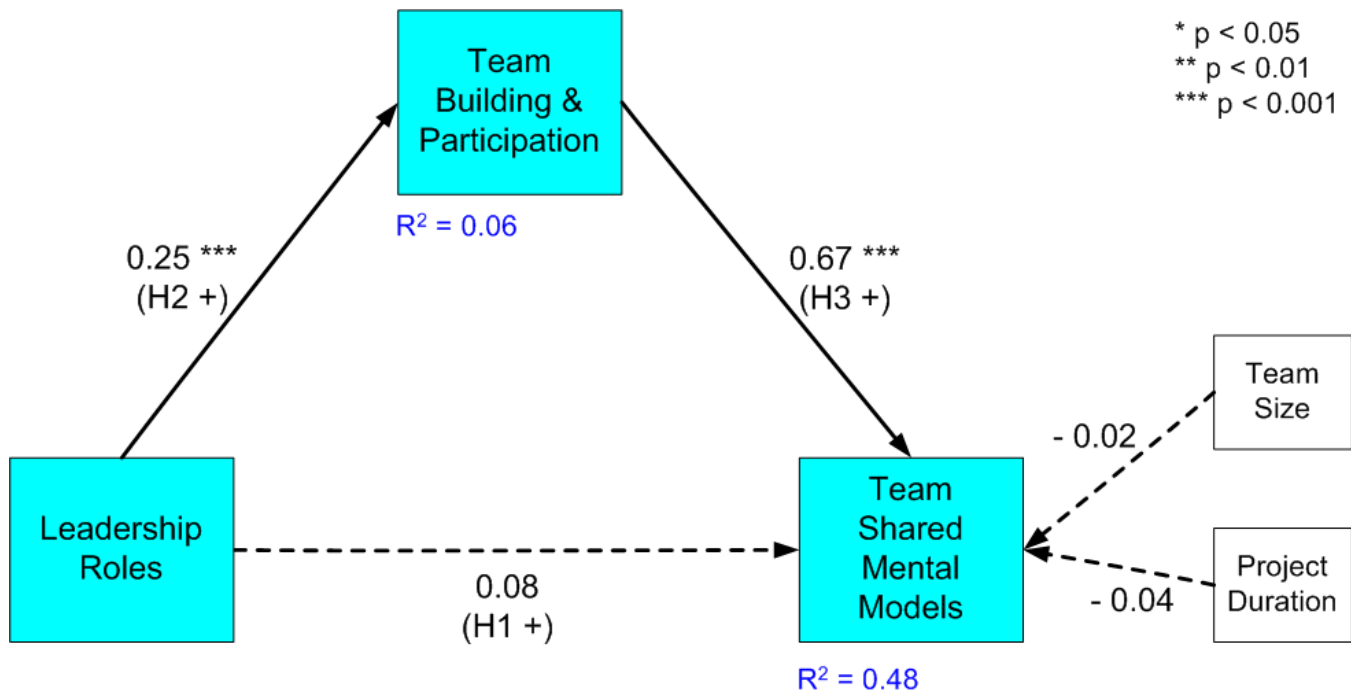 Team
Building &
Participation
* p < 0.05
** p < 0.01
*** p < 0.001
R² = 0.06
0.25 ***
(H2 +)
0.67 ***
(H3 +)
Team
Size
- 0.02
Leadership
Roles
Team
Shared
Mental
Models
0.08
(H1 +)
Project
Duration
- 0.04
R² = 0.48